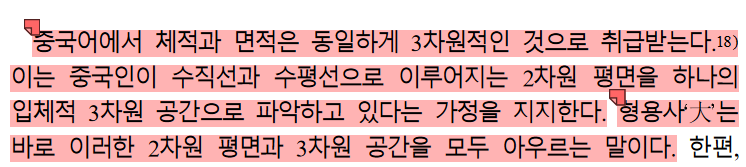 중국어에서 체적과 면적은 동일하게 3차원적인 것으로 취급받는다.18)
이는 중국인이 수직선과 수평선으로 이루어지는 2차원 평면을 하나의
입체적 3차원 공간으로 파악하고 있다는 가정을 지지한다. 형용사‘大’는
바로 이러한 2차원 평면과 3차원 공간을 모두 아우르는 말이다. 한편,